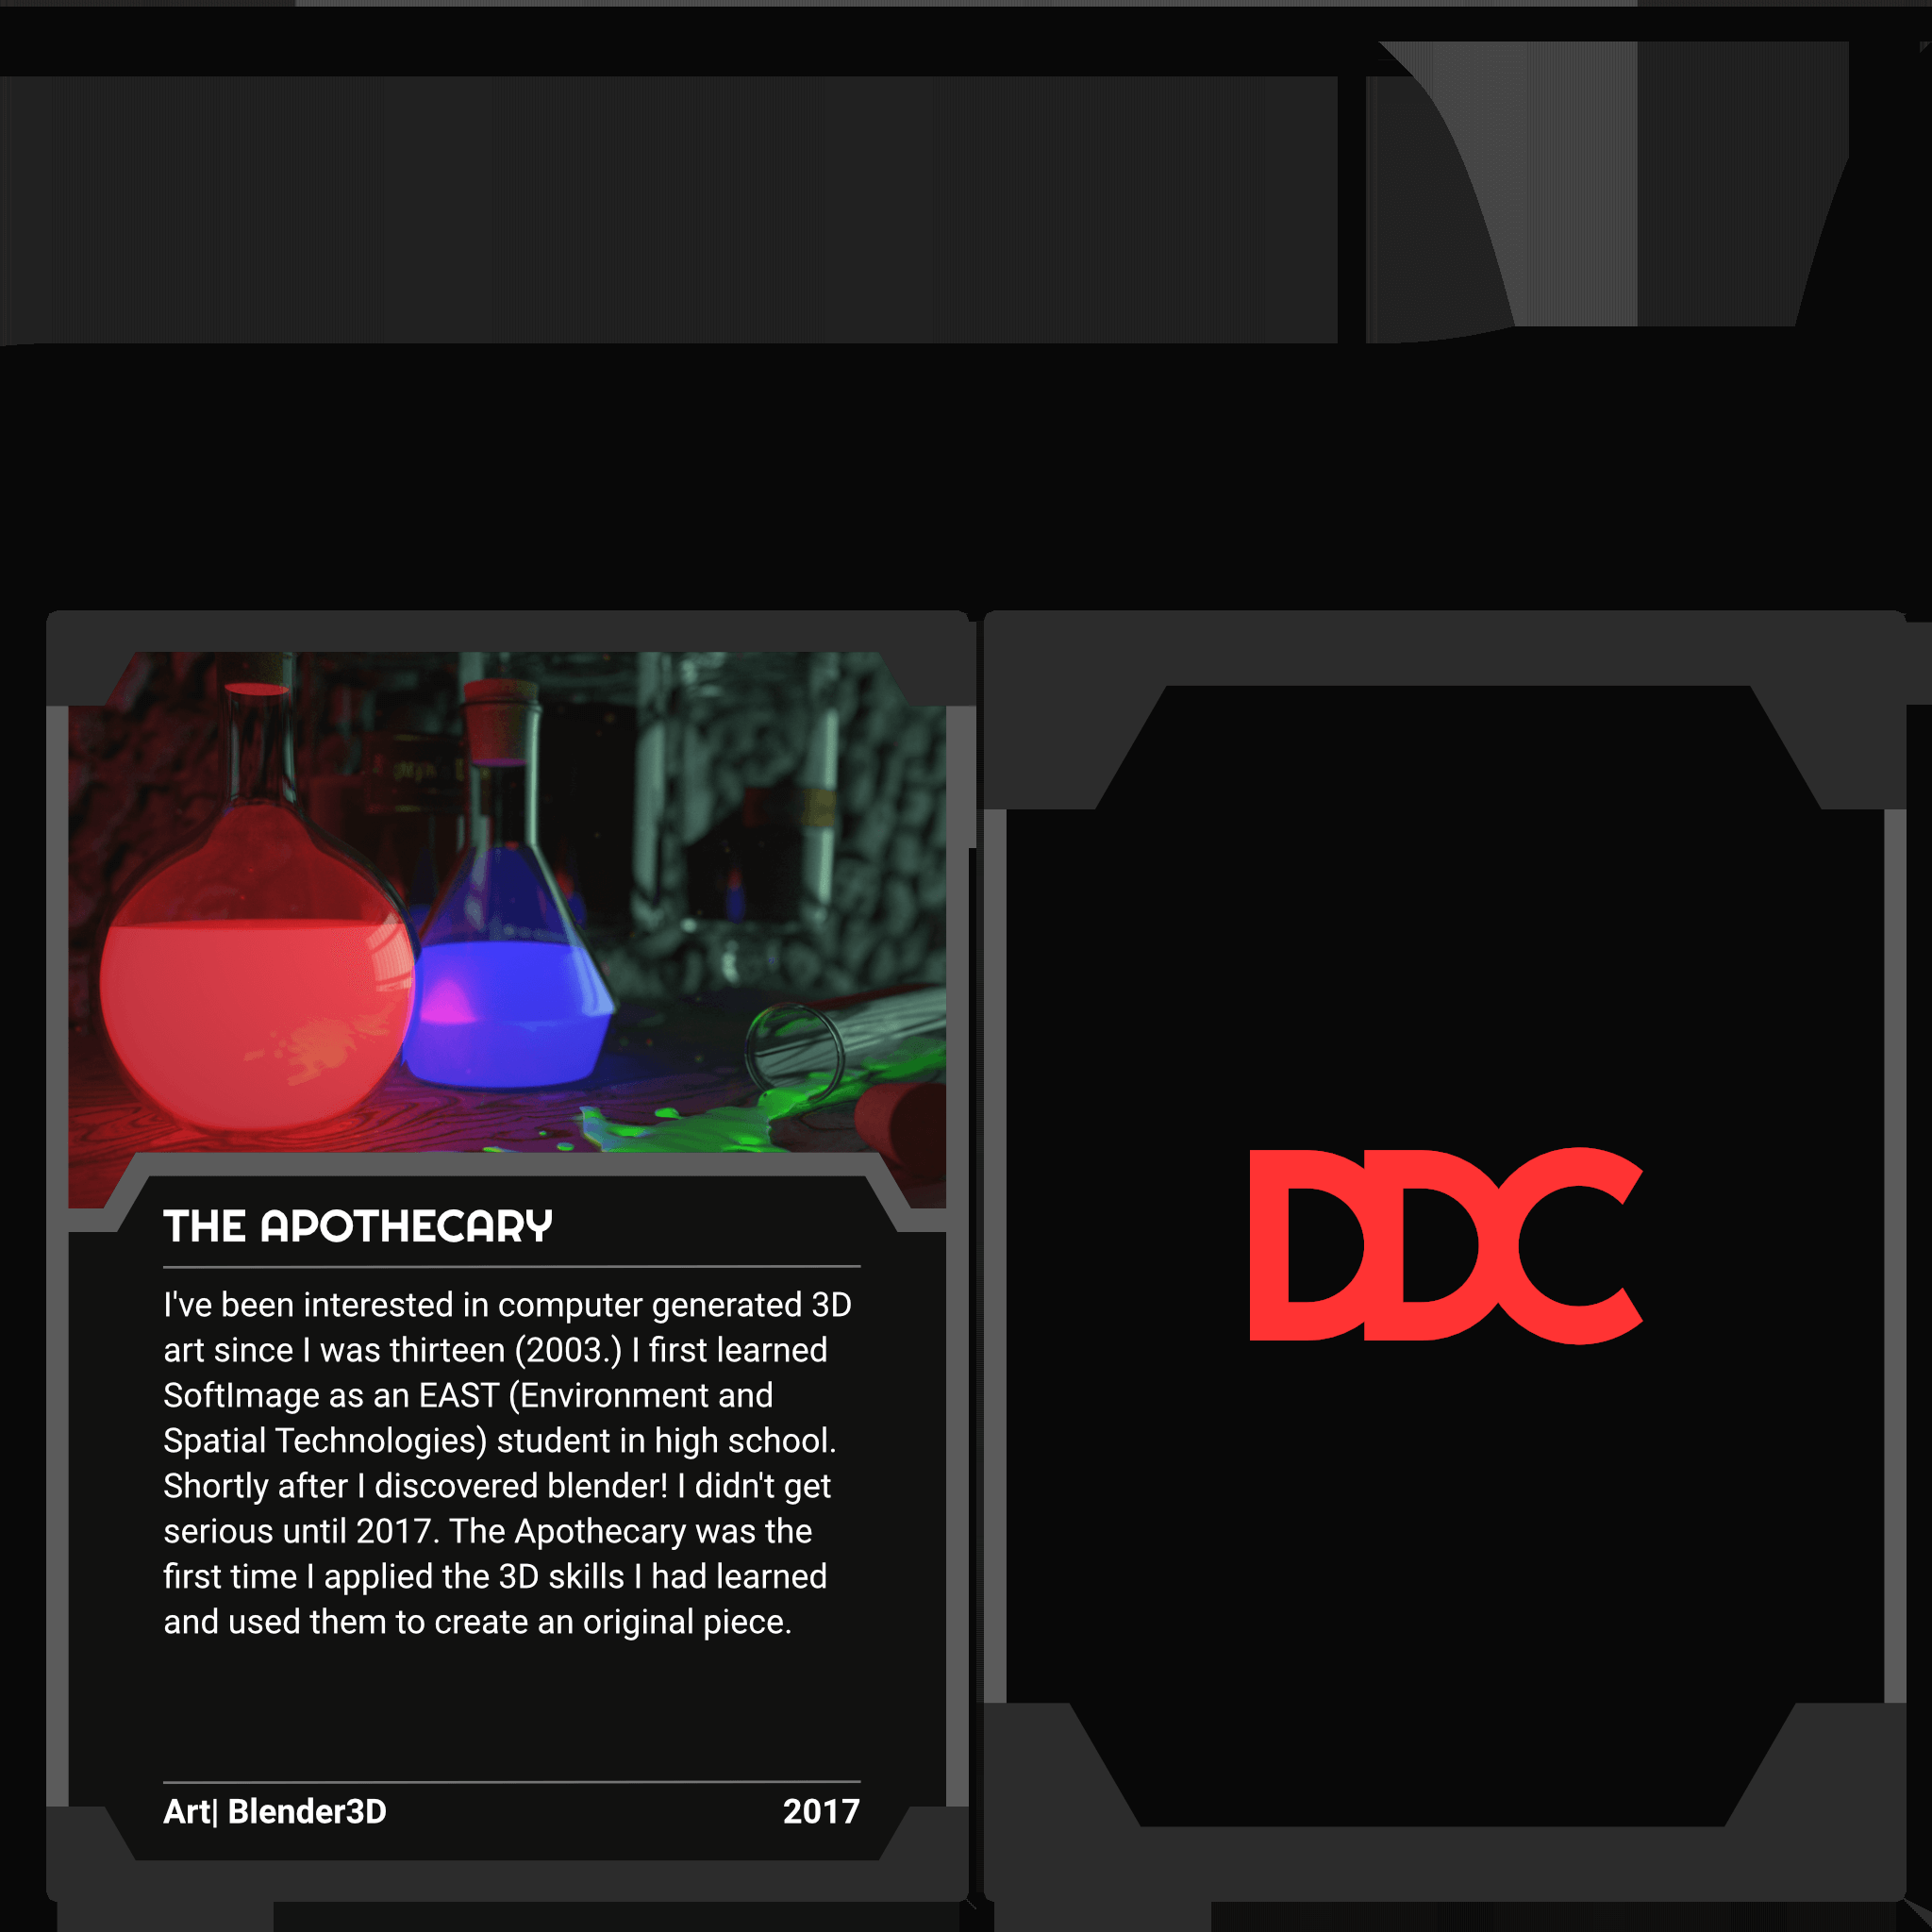 THE APOTHECARY
I've been interested in computer generated 3D
art since I was thirteen (2003.) I first learned
SoftImage as an EAST (Environment and
Spatial Technologies) student in high school.
Shortly after I discovered blender! I didn't get
serious until 2017. The Apothecary was the
first time I applied the 3D skills I had learned
and used them to create an original piece.
Art| Blender3D 2017
DDC